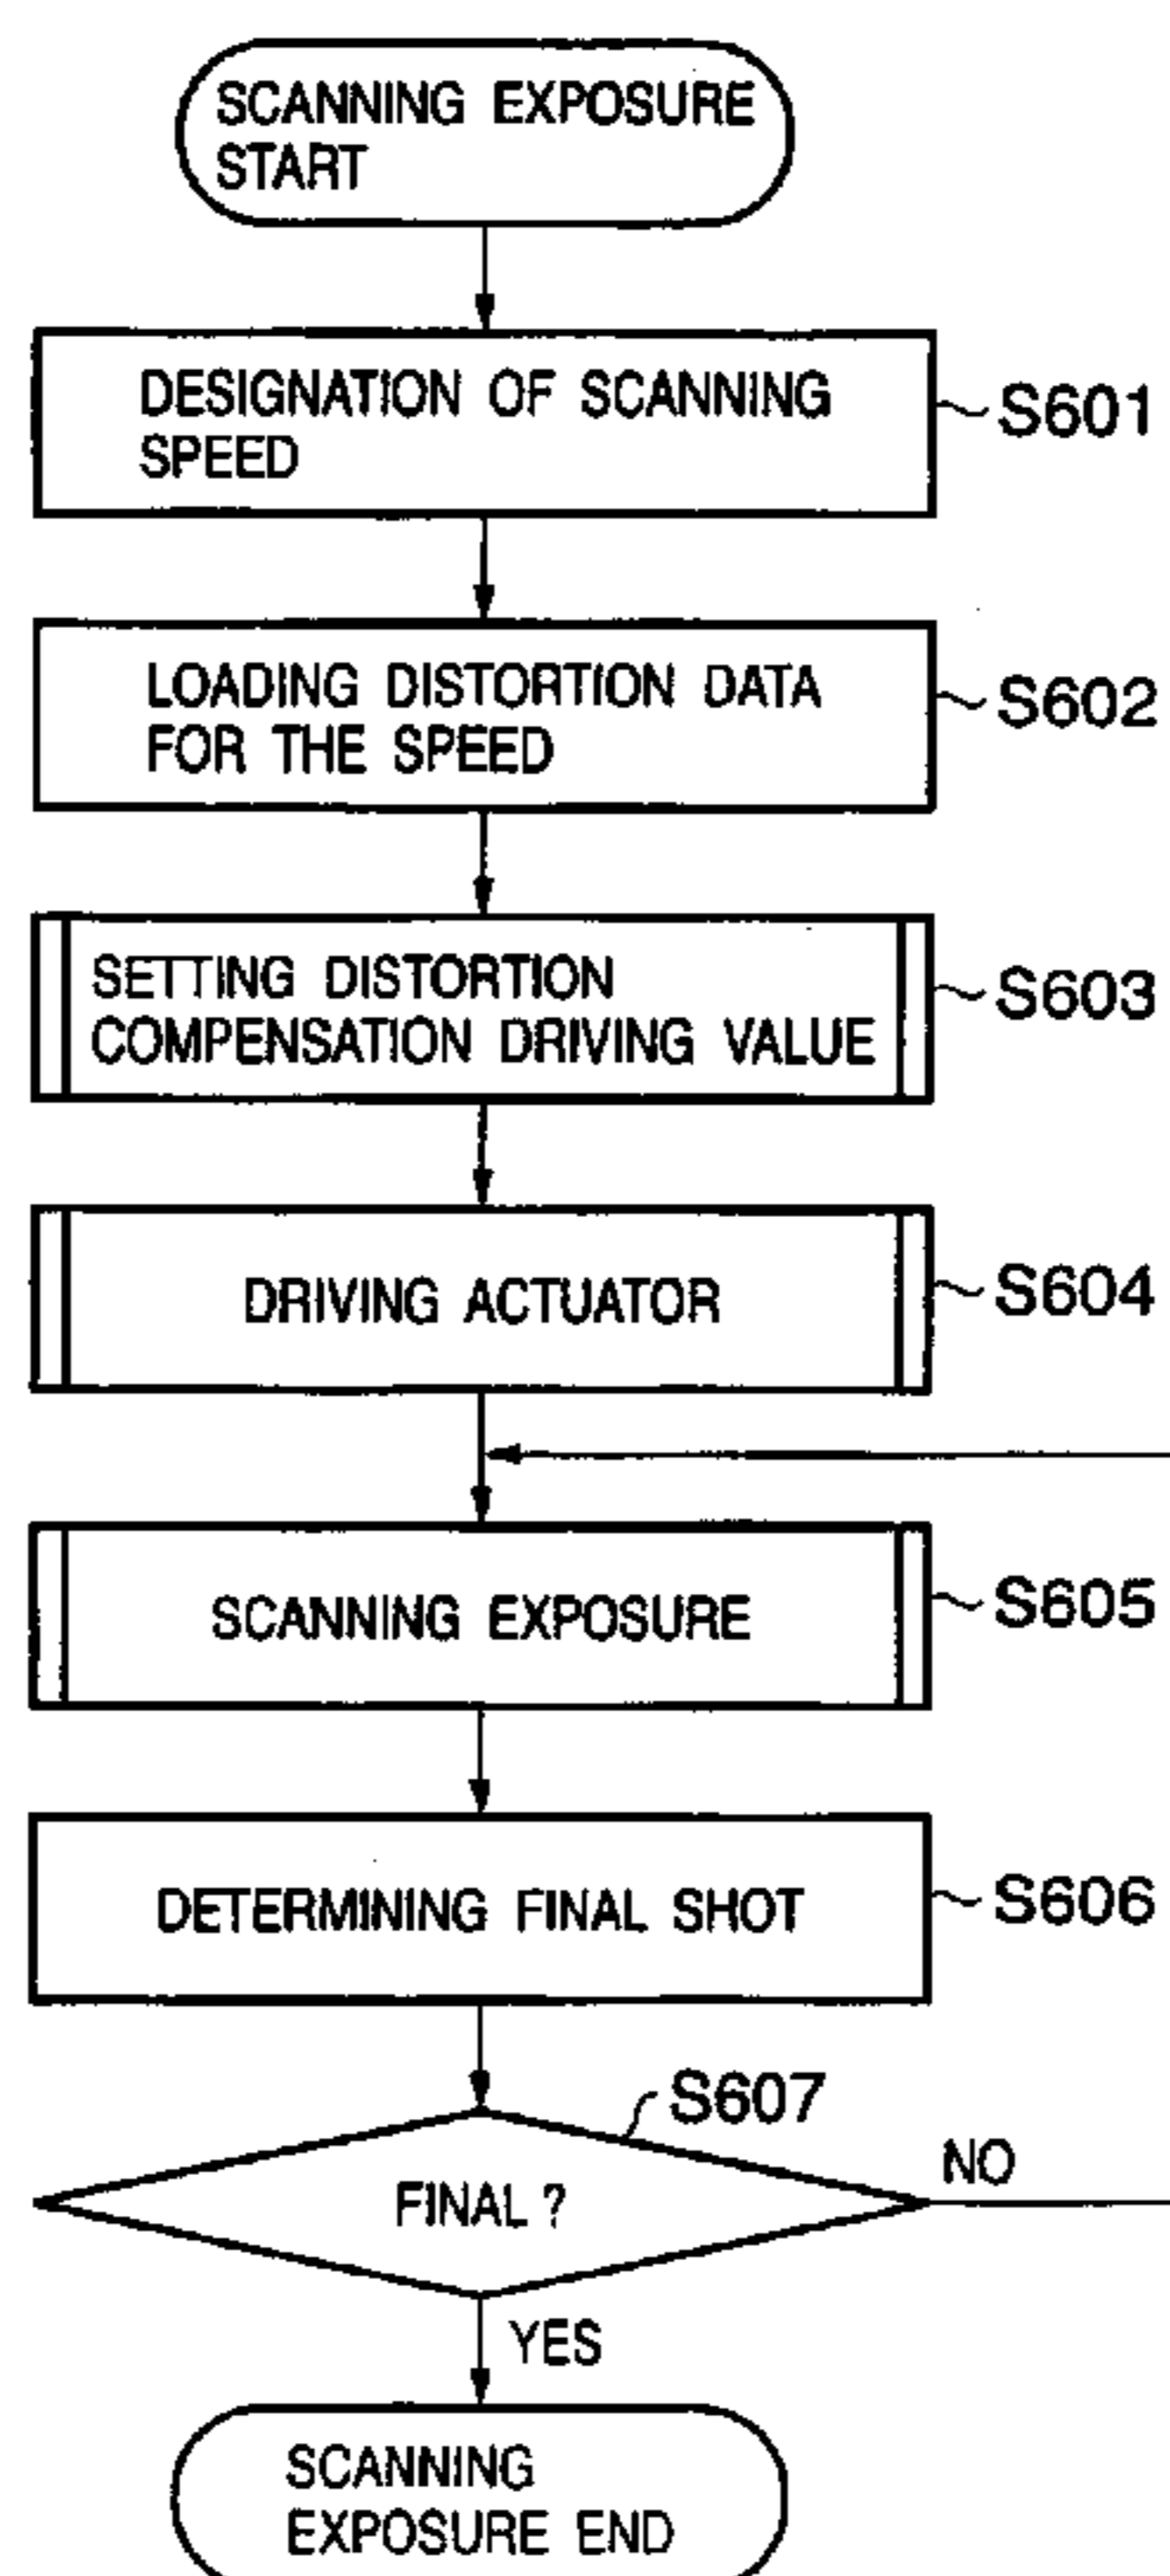 SCANNING EXPOSURE
START
DESIGNATION OF SCANNING
SPEED
S601
LOADING DISTORTION DATA
FOR THE SPEED
S602
SETTING DISTORTION
COMPENSATION DRIVING VALUE
S603
DRIVING ACTUATOR
S604
SCANNING EXPOSURE
S605
DETERMINING FINAL SHOT
S606
S607
FINAL ?
NO
YES
SCANNING
EXPOSURE END